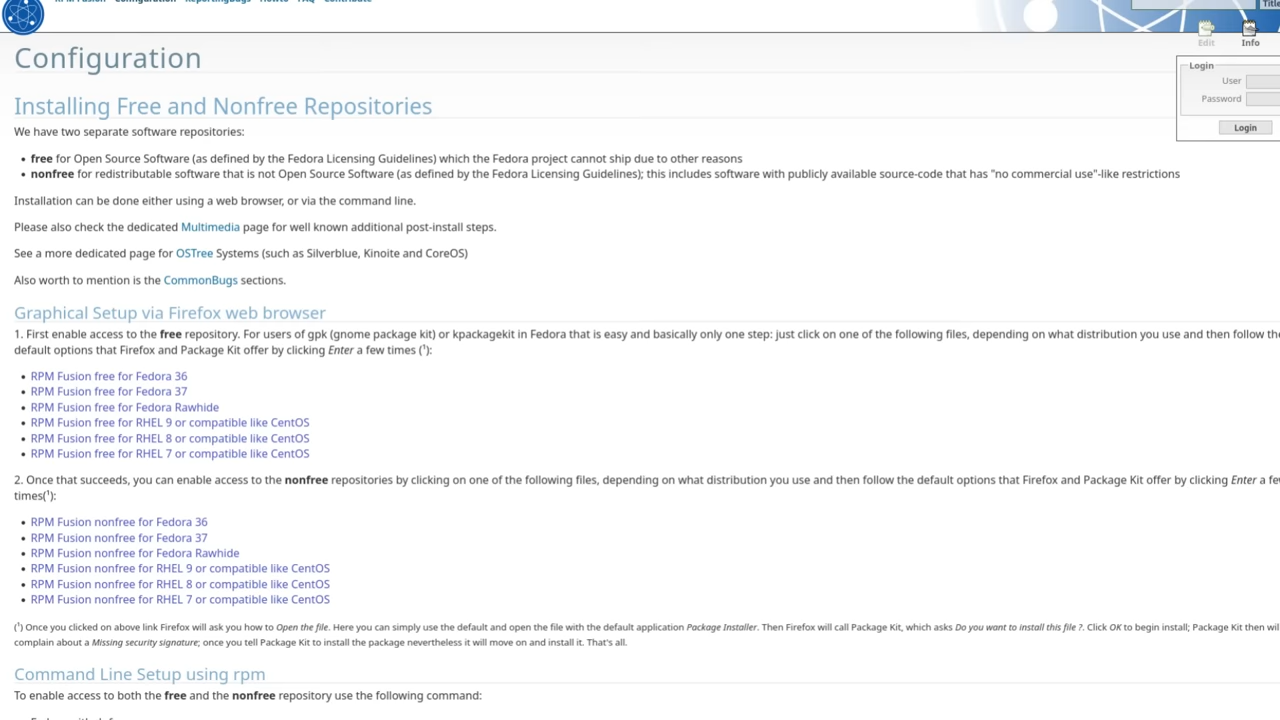 Title
Edit
Info
Configuration
Login
User
Password
Login
Installing Free and Nonfree Repositories
We have two separate software repositories:
• free for Open Source Software (as defined by the Fedora Licensing Guidelines) which the Fedora project cannot ship due to other reasons
• nonfree for redistributable software that is not Open Source Software (as defined by the Fedora Licensing Guidelines); this includes software with publicly available source-code that has "no commercial use"-like restrictions
Installation can be done either using a web browser, or via the command line.
Please also check the dedicated Multimedia page for well known additional post-install steps.
See a more dedicated page for OSTree Systems (such as Silverblue, Kinoite and CoreOS)
Also worth to mention is the CommonBugs sections.
Graphical Setup via Firefox web browser
1. First enable access to the free repository. For users of gpk (gnome package kit) or kpackagekit in Fedora that is easy and basically only one step: just click on one of the following files, depending on what distribution you use and then follow the
default options that Firefox and Package Kit offer by clicking Enter a few times (¹):
• RPM Fusion free for Fedora 36
• RPM Fusion free for Fedora 37
• RPM Fusion free for Fedora Rawhide
• RPM Fusion free for RHEL 9 or compatible like CentOS
• RPM Fusion free for RHEL 8 or compatible like CentOS
• RPM Fusion free for RHEL 7 or compatible like CentOS
2. Once that succeeds, you can enable access to the nonfree repositories by clicking on one of the following files, depending on what distribution you use and then follow the default options that Firefox and Package Kit offer by clicking Enter a few
times(¹):
• RPM Fusion nonfree for Fedora 36
• RPM Fusion nonfree for Fedora 37
• RPM Fusion nonfree for Fedora Rawhide
• RPM Fusion nonfree for RHEL 9 or compatible like CentOS
• RPM Fusion nonfree for RHEL 8 or compatible like CentOS
• RPM Fusion nonfree for RHEL 7 or compatible like CentOS
(¹) Once you clicked on above link Firefox will ask you how to Open the file. Here you can simply use the default and open the file with the default application Package Installer. Then Firefox will call Package Kit, which asks Do you want to install this file ?. Click OK to begin install; Package Kit then will
complain about a Missing security signature; once you tell Package Kit to install the package nevertheless it will move on and install it. That's all.
Command Line Setup using rpm
To enable access to both the free and the nonfree repository use the following command: